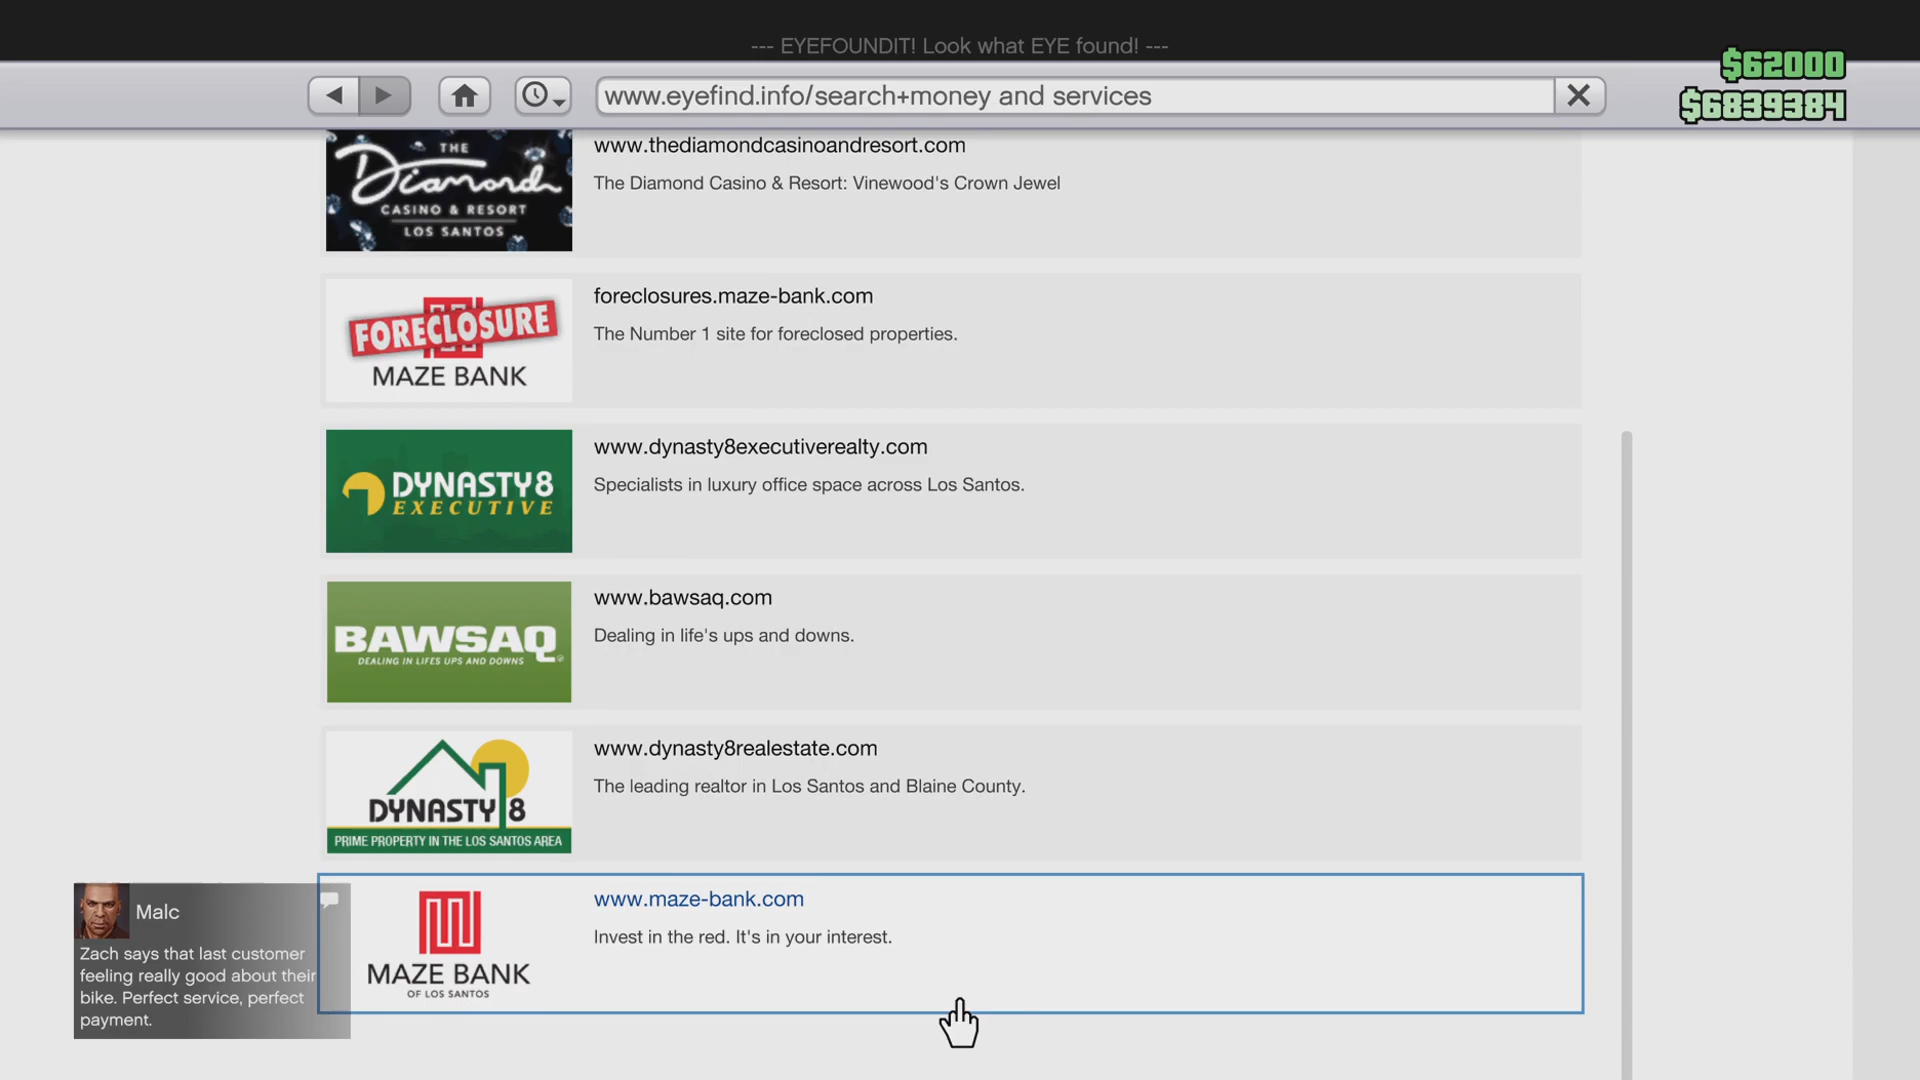 --- EYEFOUNDIT! Look what EYE found! ---
$62000
www.eyefind.info/search+money and services
$6839384
THE
Diamond
CASINO & RESORT
LOS SANTOS
www.thediamondcasinoandresort.com
The Diamond Casino & Resort: Vinewood's Crown Jewel
FORECLOSURE
MAZE BANK
foreclosures.maze-bank.com
The Number 1 site for foreclosed properties.
DYNASTY8
EXECUTIVE
www.dynasty8executiverealty.com
Specialists in luxury office space across Los Santos.
BAWSAQ
DEALING IN LIFES UPS AND DOWNS
www.bawsaq.com
Dealing in life's ups and downs.
DYNASTY 8
PRIME PROPERTY IN THE LOS SANTOS AREA
www.dynasty8realestate.com
The leading realtor in Los Santos and Blaine County.
MAZE BANK
OF LOS SANTOS
www.maze-bank.com
Invest in the red. It's in your interest.
Malc
Zach says that last customer
feeling really good about their
bike. Perfect service, perfect
payment.